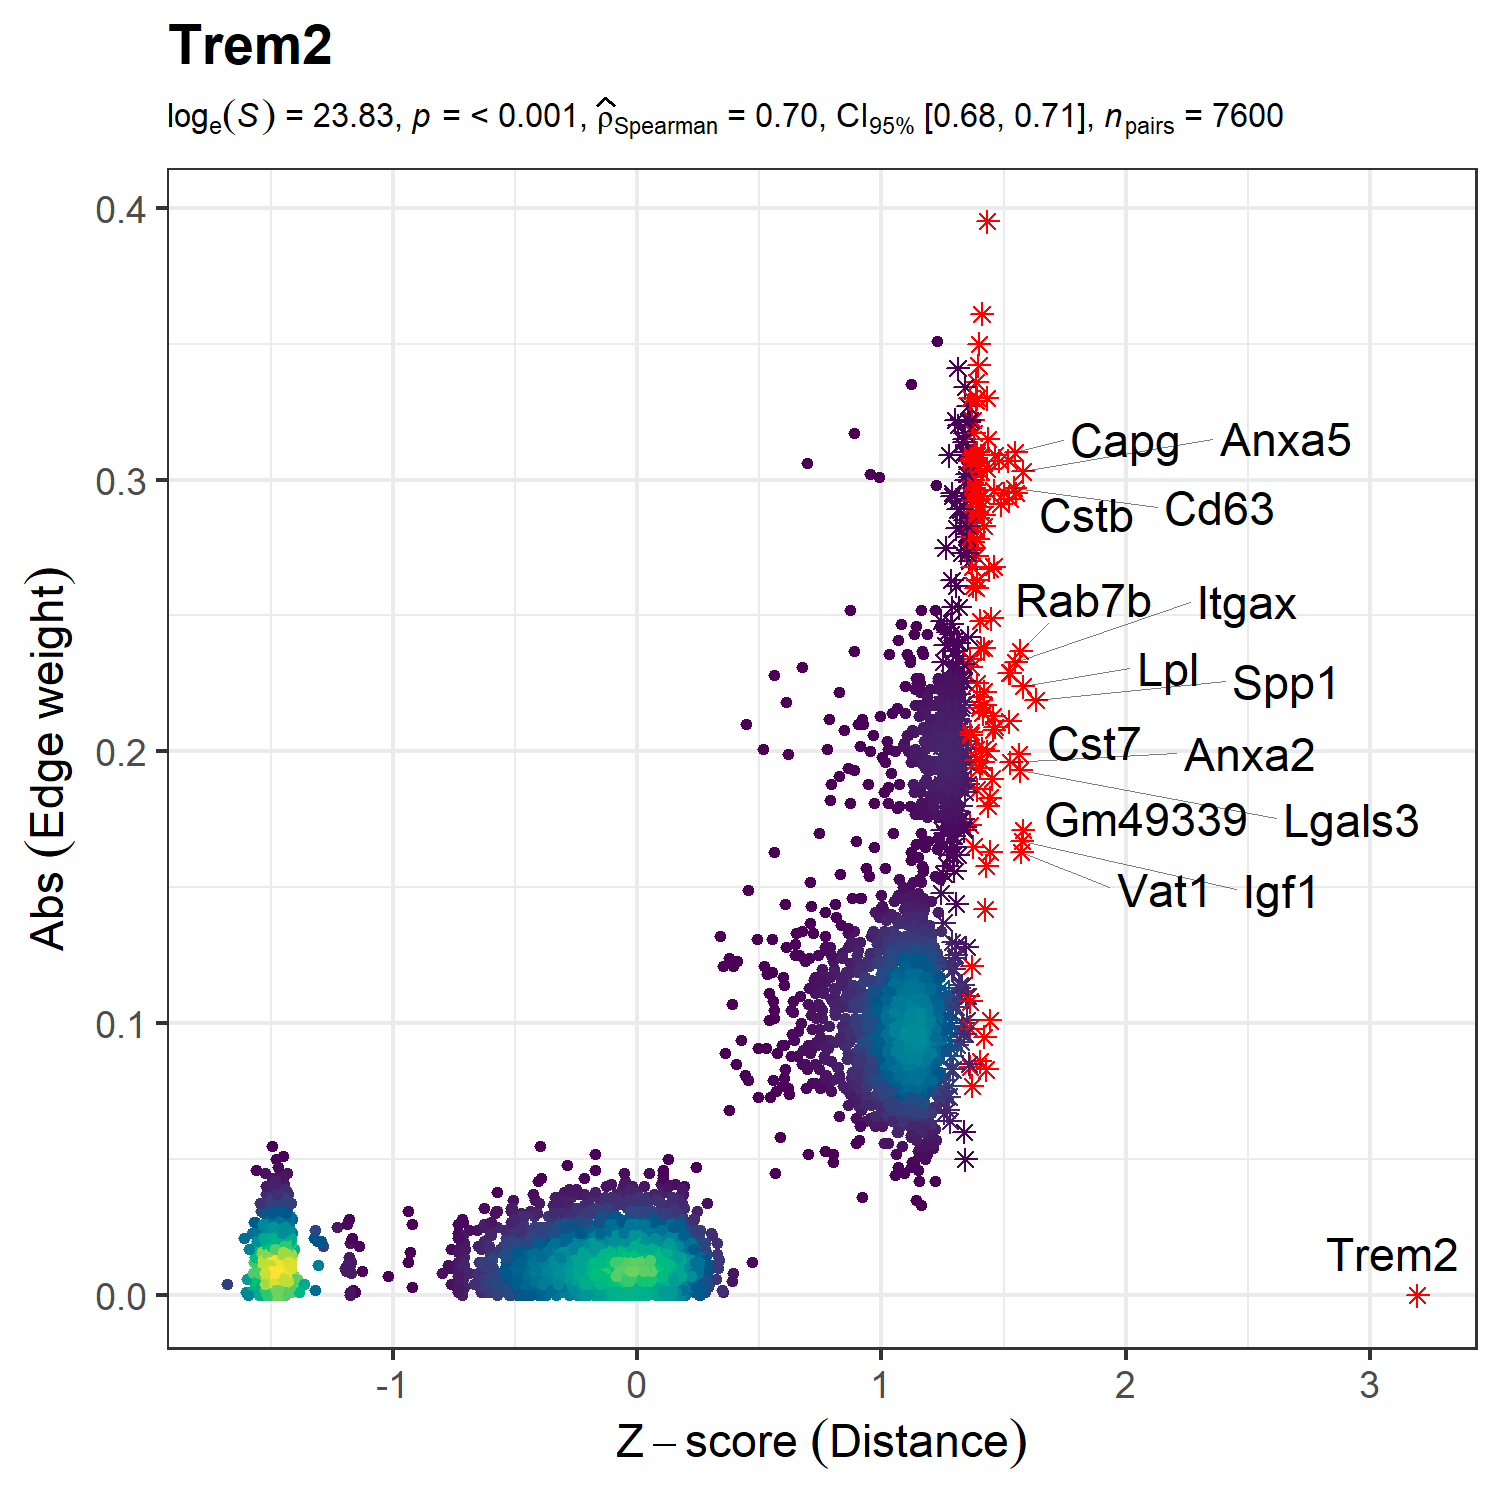 Trem2
logₑ(S) = 23.83, p = < 0.001, ρ̂Spearman = 0.70, CI95% [0.68, 0.71], npairs = 7600
Abs (Edge weight)
0.4
0.3
0.2
0.1
0.0
Capg
Anxa5
Cstb
Cd63
Rab7b
Itgax
Lpl
Spp1
Cst7
Anxa2
Gm49339
Lgals3
Vat1
Igf1
Trem2
-1
0
1
2
3
Z – score (Distance)